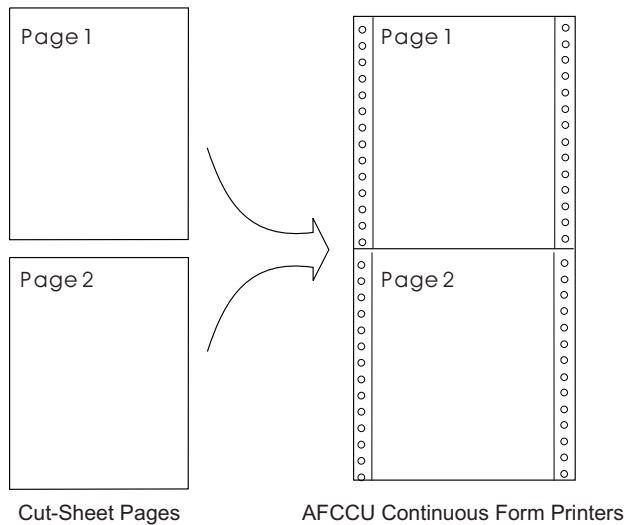 Page 1
Page 1
Page 2
Page 2
Cut-Sheet Pages
AFCCU Continuous Form Printers